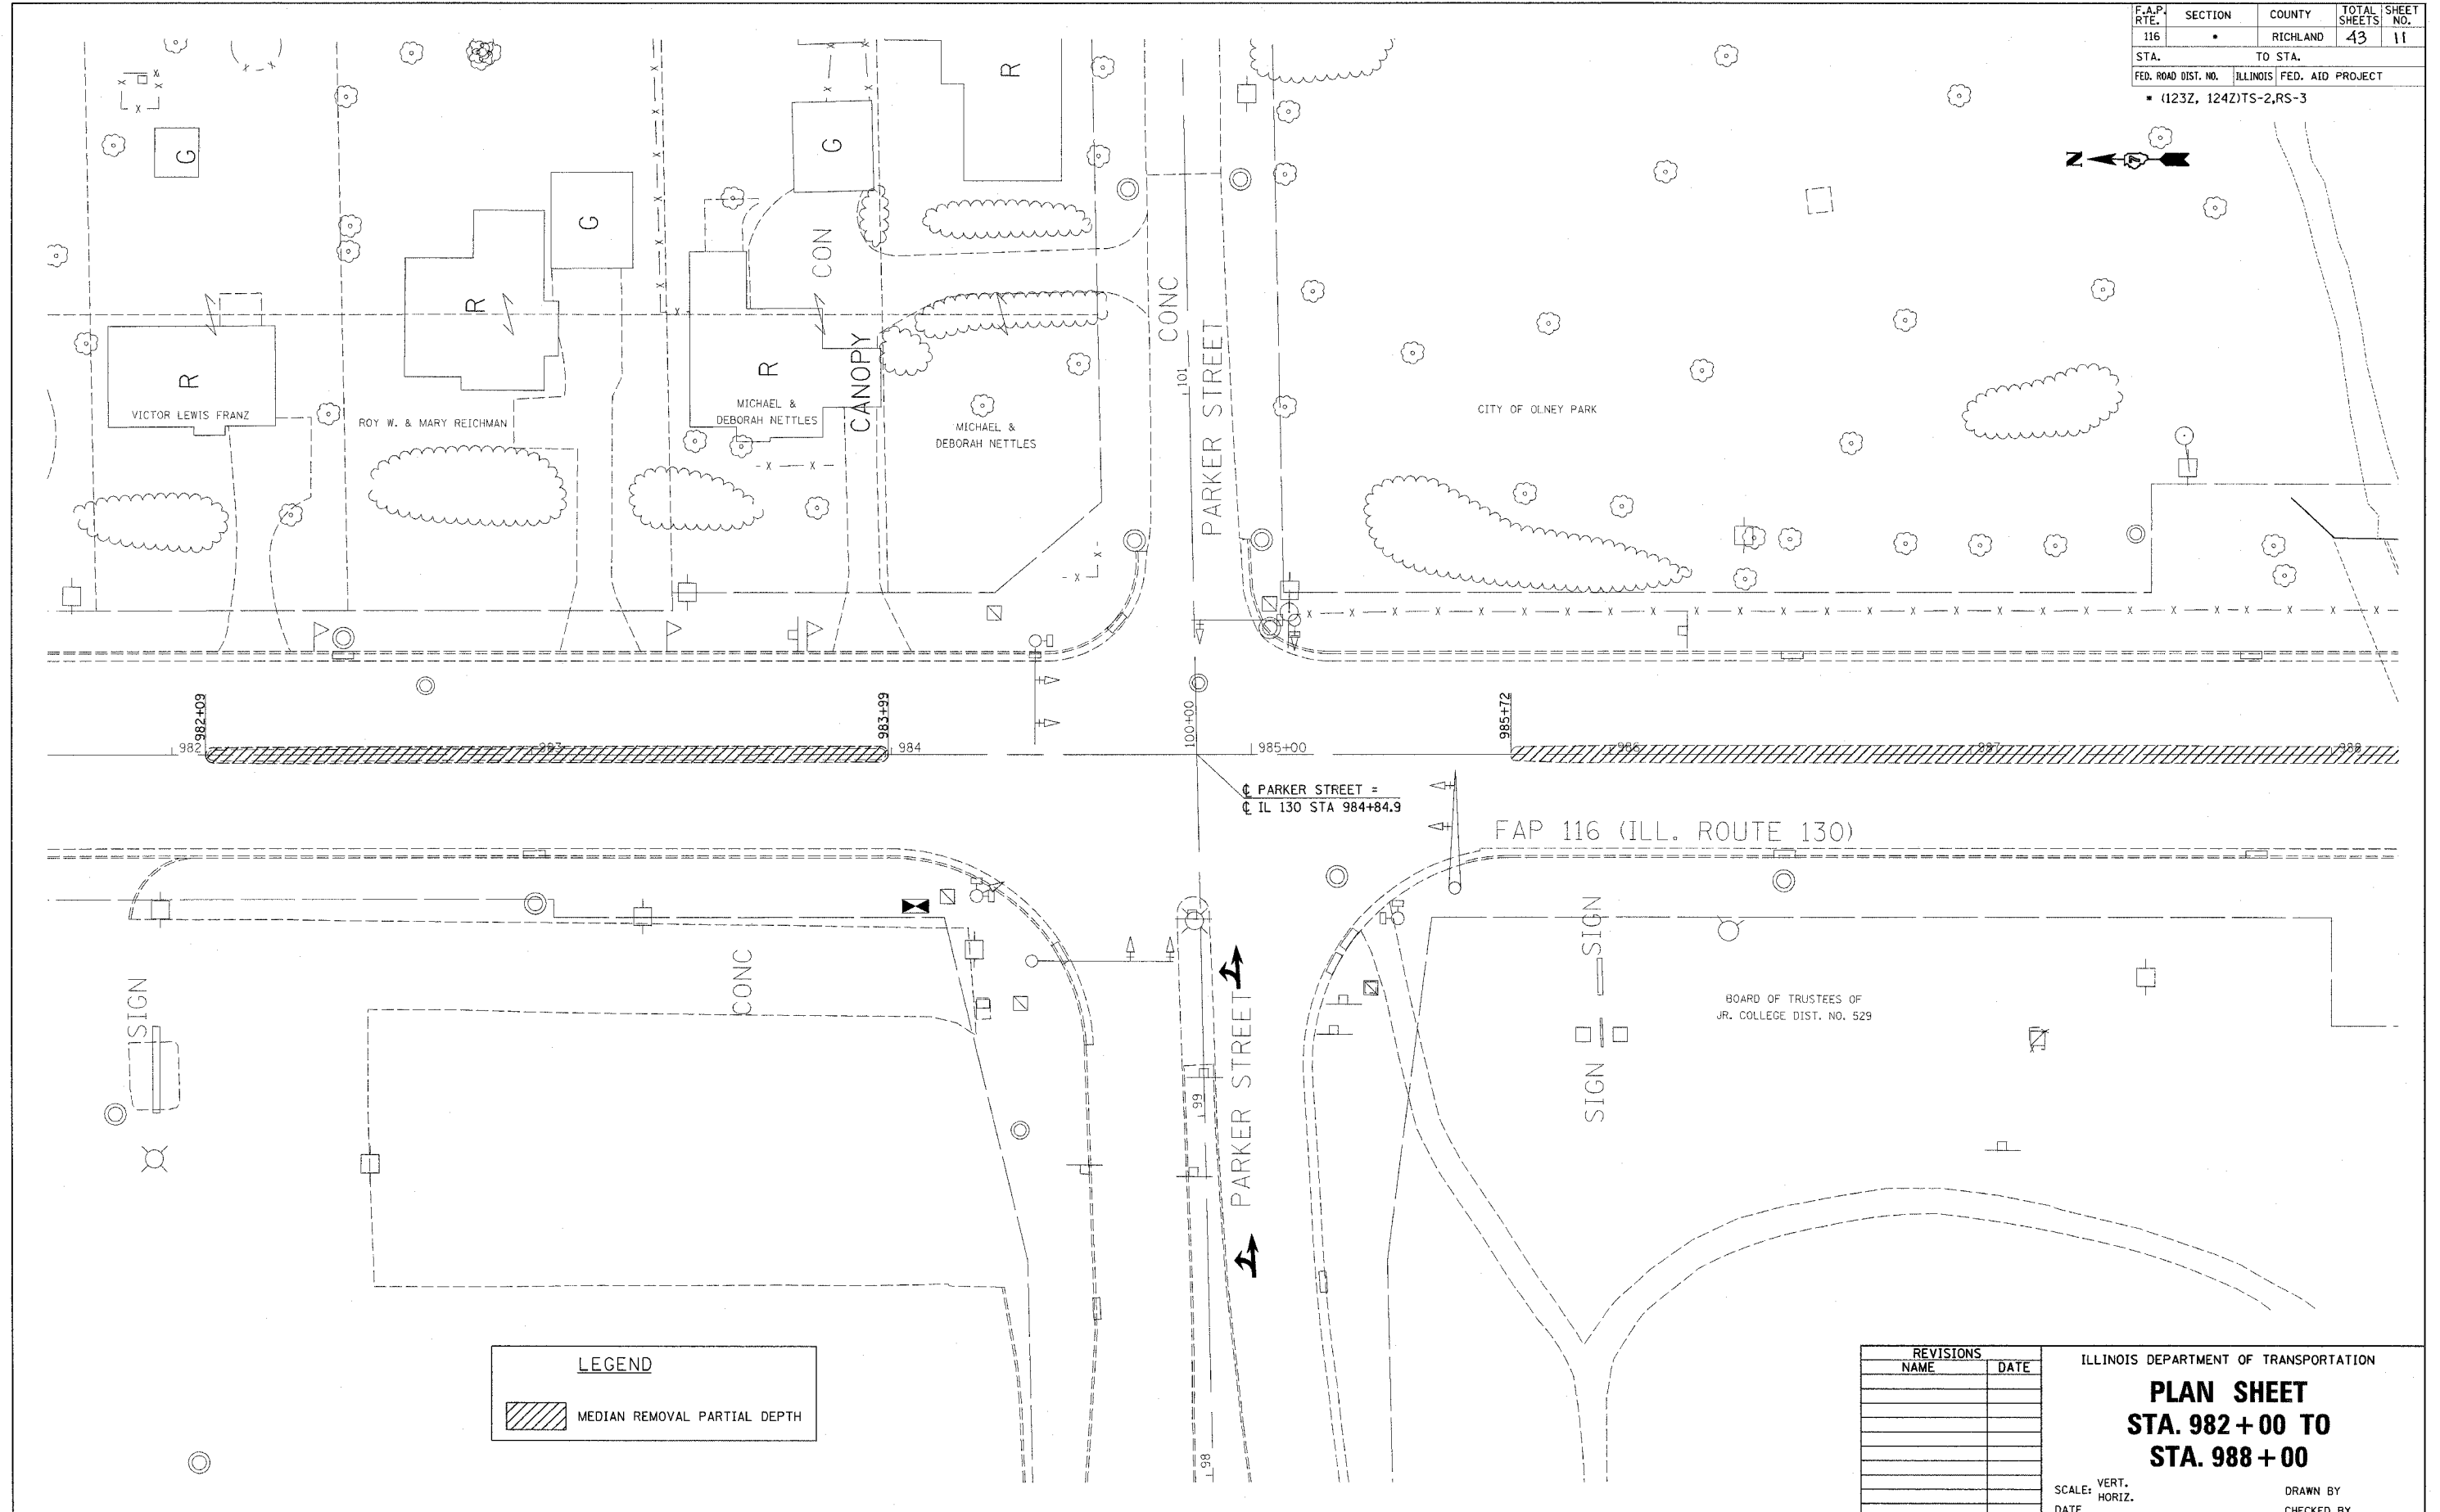 F.A.P. RTE. SECTION COUNTY TOTAL SHEETS SHEET NO.
116 • RICHLAND 43 11
STA. TO STA.
FED. ROAD DIST. NO. ILLINOIS FED. AID PROJECT
* (123Z, 124Z)TS-2,RS-3
N
R
G
G
G
CON
R
R
R
CANOPY
CONC
PARKER STREET
101
VICTOR LEWIS FRANZ
ROY W. & MARY REICHMAN
MICHAEL &
DEBORAH NETTLES
MICHAEL &
DEBORAH NETTLES
CITY OF OLNEY PARK
982+09
983+99
100+00
985+72
982
983
984
985+00
986
987
988
℄ PARKER STREET =
℄ IL 130 STA 984+84.9
FAP 116 (ILL. ROUTE 130)
SIGN
CONC
SIGN
SIGN
PARKER STREET
99
98
BOARD OF TRUSTEES OF
JR. COLLEGE DIST. NO. 529
LEGEND
MEDIAN REMOVAL PARTIAL DEPTH
REVISIONS
NAME DATE
ILLINOIS DEPARTMENT OF TRANSPORTATION
PLAN SHEET
STA. 982+00 TO
STA. 988+00
SCALE: VERT.
HORIZ.
DRAWN BY
DATE
CHECKED BY